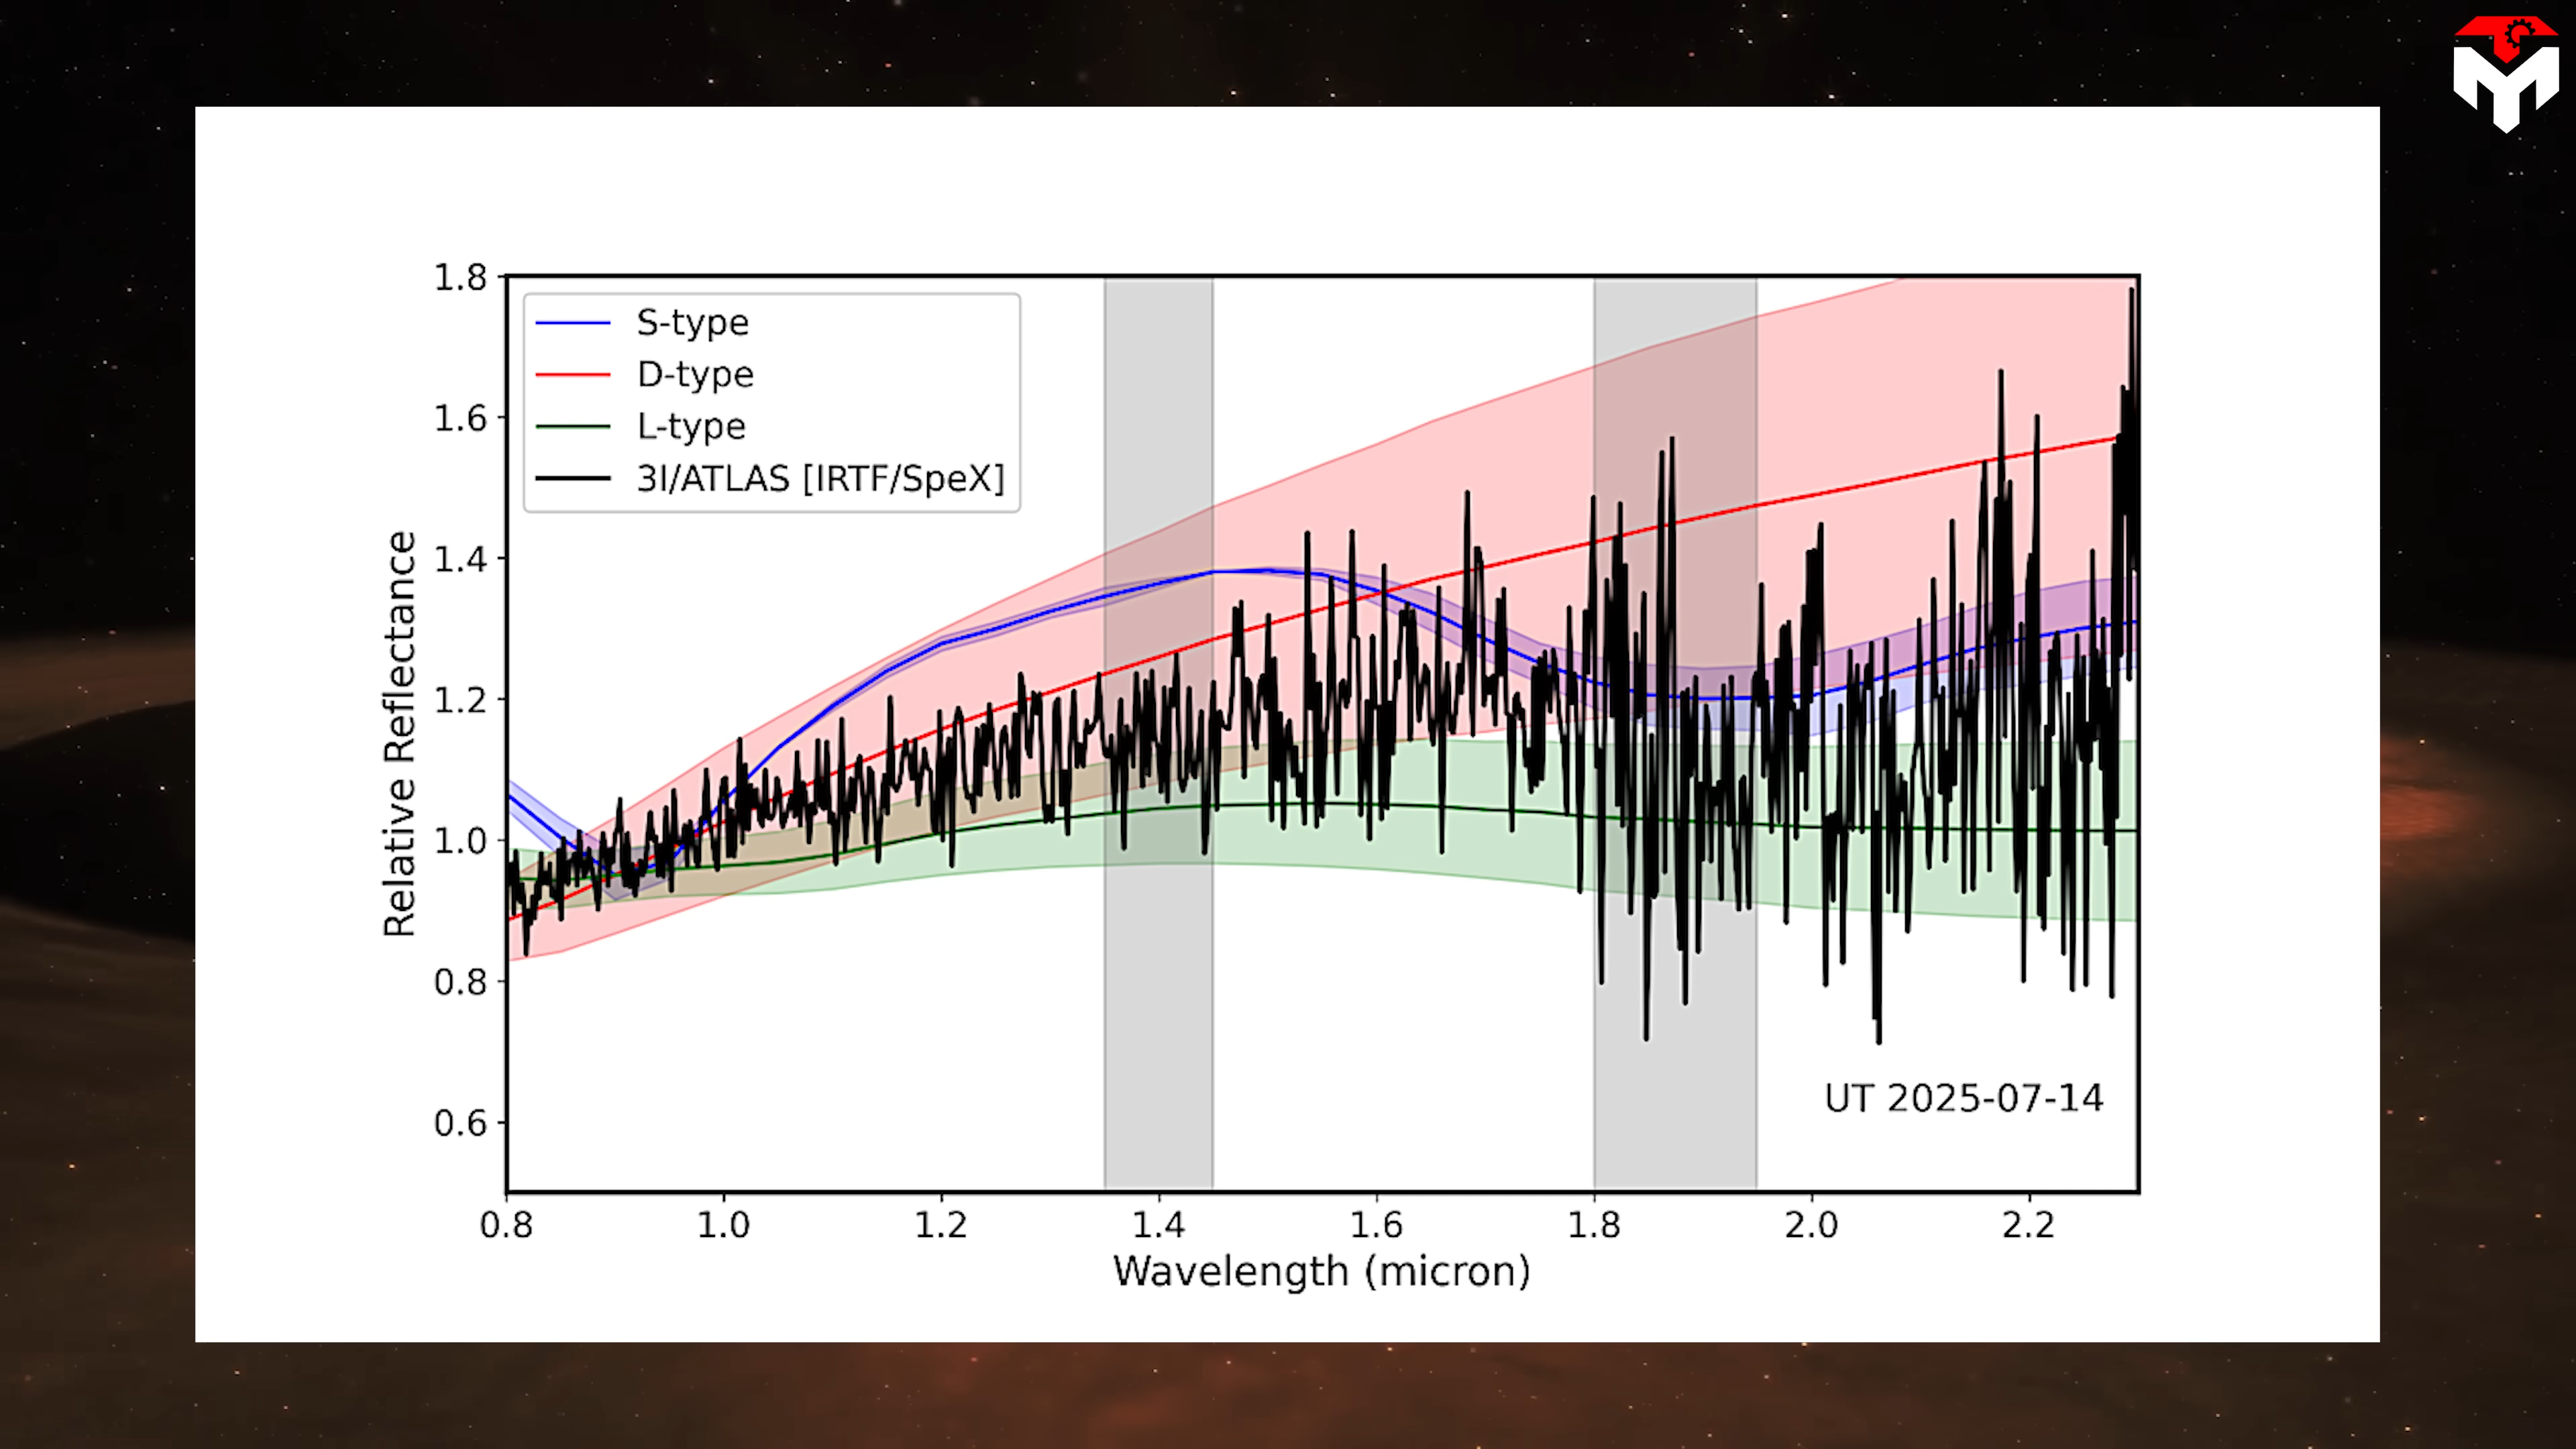 1.8
1.6
1.4
1.2
1.0
0.8
0.6
Relative Reflectance
S-type
D-type
L-type
3I/ATLAS [IRTF/SpeX]
UT 2025-07-14
0.8 1.0 1.2 1.4 1.6 1.8 2.0 2.2
Wavelength (micron)